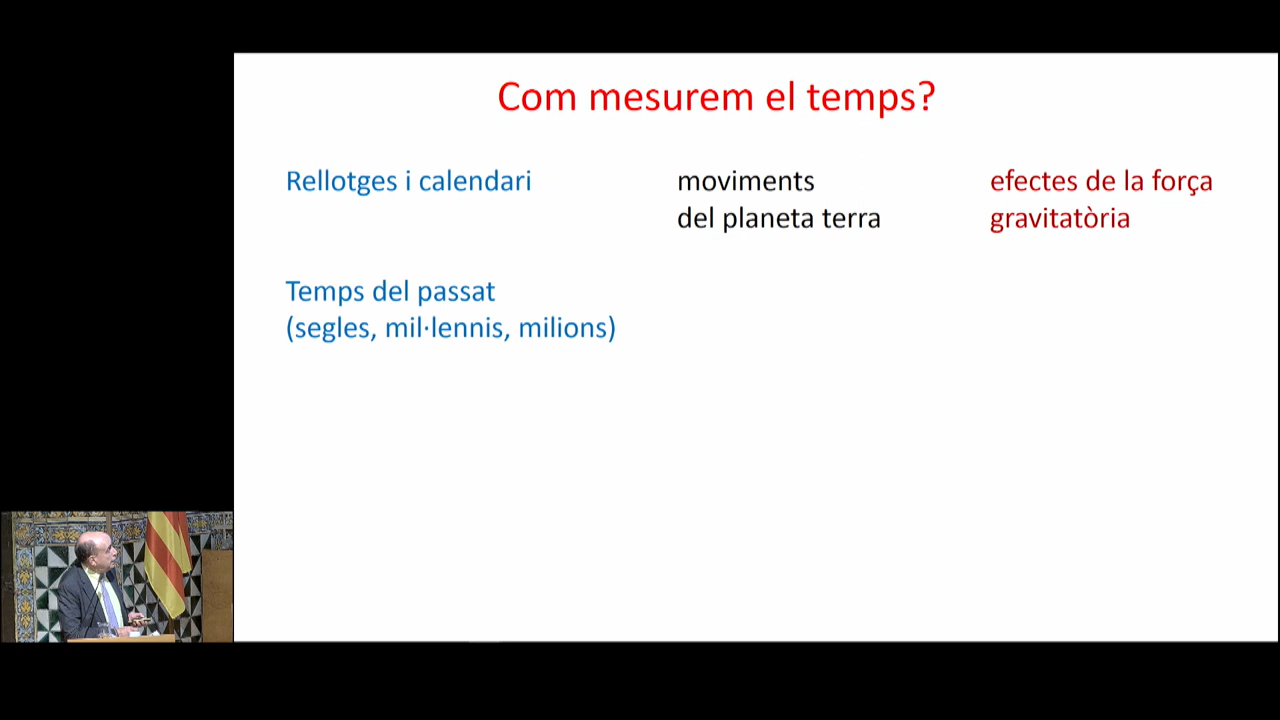 Com mesurem el temps?
Rellotges i calendari
moviments
del planeta terra
efectes de la força
gravitatòria
Temps del passat
(segles, mil·lennis, milions)